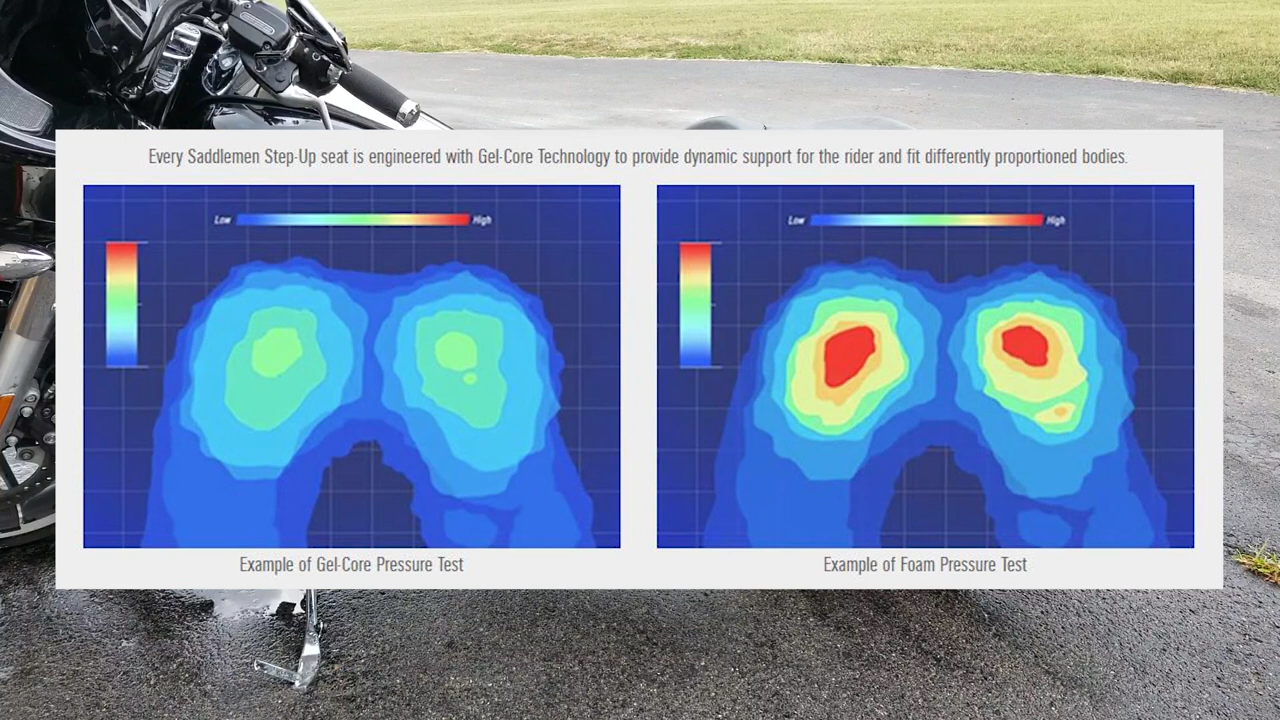 Every Saddlemen Step-Up seat is engineered with Gel-Core Technology to provide dynamic support for the rider and fit differently proportioned bodies.
Low High
Low High
Example of Gel-Core Pressure Test
Example of Foam Pressure Test